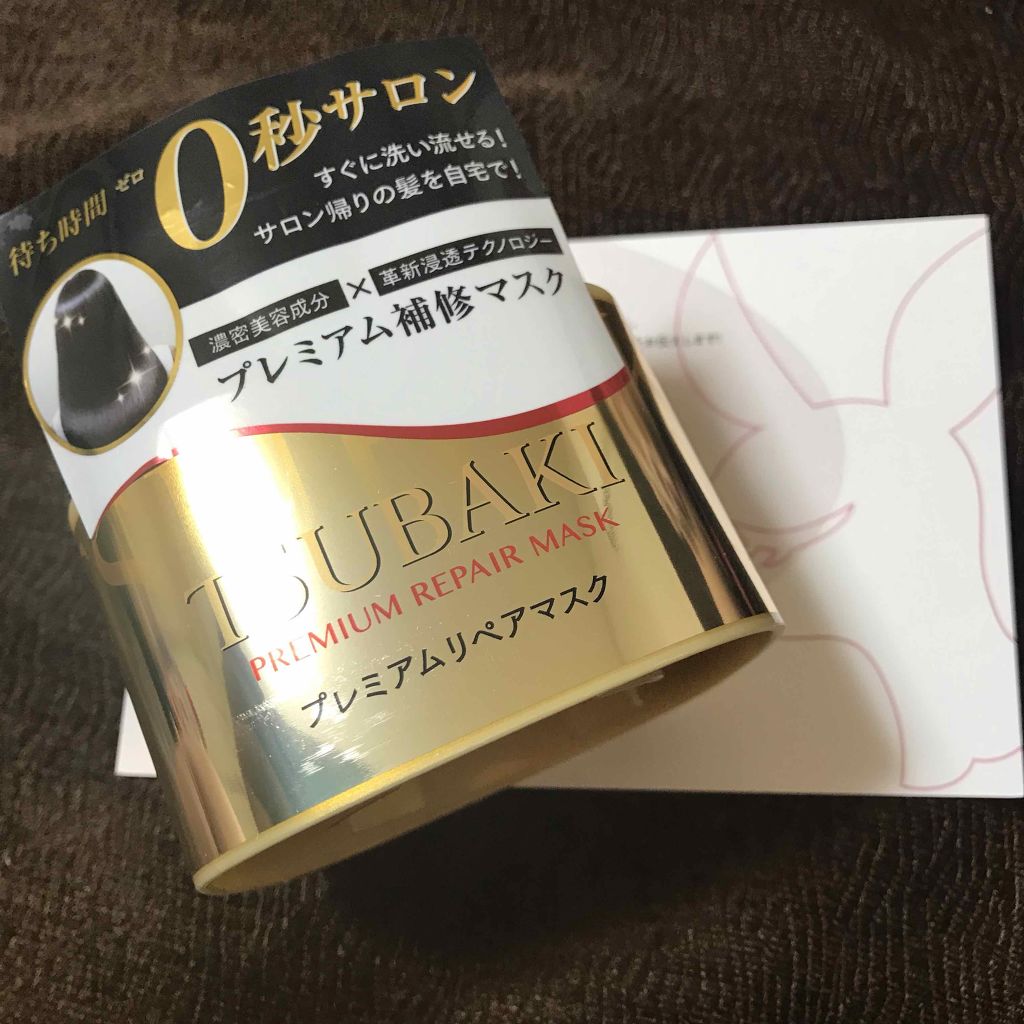 待ち時間 ゼロ
0秒サロン
すぐに洗い流せる!
サロン帰りの髪を自宅で!
濃密美容成分×革新浸透テクノロジー
プレミアム補修マスク
TSUBAKI
PREMIUM REPAIR MASK
プレミアムリペアマスク